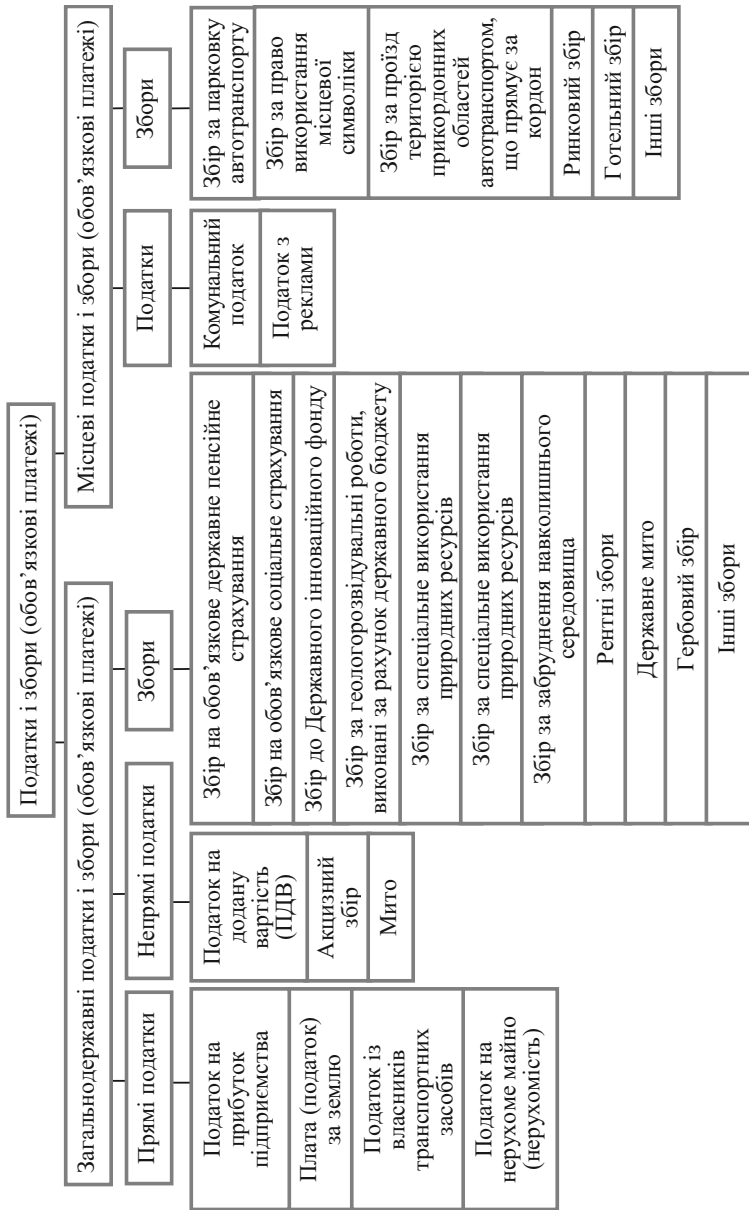 Податки і збори (обов’язкові платежі)
Загальнодержавні податки і збори (обов’язкові платежі)
Прямі податки
Податок на
прибуток
підприємства
Плата (податок)
за землю
Податок із
власників
транспортних
засобів
Податок на
нерухоме майно
(нерухомість)
Непрямі податки
Податок на
додану
вартість
(ПДВ)
Акцизний
збір
Мито
Збори
Збір на обов’язкове державне пенсійне
страхування
Збір на обов’язкове соціальне страхування
Збір до Державного інноваційного фонду
Збір за геологорозвідувальні роботи,
виконані за рахунок державного бюджету
Збір за спеціальне використання
природних ресурсів
Збір за спеціальне використання
природних ресурсів
Збір за забруднення навколишнього
середовища
Рентні збори
Державне мито
Гербовий збір
Інші збори
Місцеві податки і збори (обов’язкові платежі)
Податки
Комунальний
податок
Податок з
реклами
Збори
Збір за парковку
автотранспорту
Збір за право
використання
місцевої
символіки
Збір за проїзд
територією
прикордонних
областей
автотранспортом,
що прямує за
кордон
Ринковий збір
Готельний збір
Інші збори